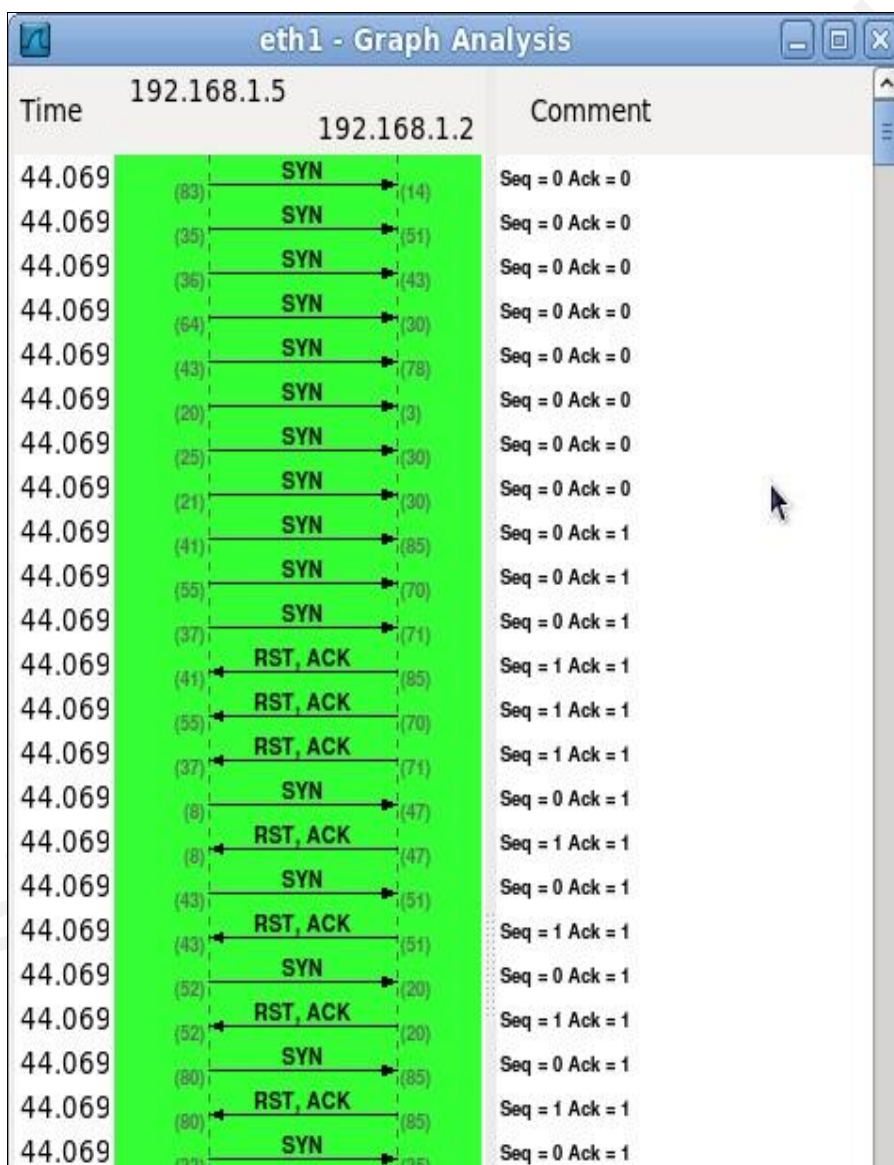 eth1 - Graph Analysis
Time 192.168.1.5 192.168.1.2 Comment
44.069 (83) SYN (14) Seq = 0 Ack = 0
44.069 (35) SYN (51) Seq = 0 Ack = 0
44.069 (36) SYN (43) Seq = 0 Ack = 0
44.069 (64) SYN (30) Seq = 0 Ack = 0
44.069 (43) SYN (78) Seq = 0 Ack = 0
44.069 (20) SYN (3) Seq = 0 Ack = 0
44.069 (25) SYN (30) Seq = 0 Ack = 0
44.069 (21) SYN (30) Seq = 0 Ack = 0
44.069 (41) SYN (85) Seq = 0 Ack = 1
44.069 (55) SYN (70) Seq = 0 Ack = 1
44.069 (37) SYN (71) Seq = 0 Ack = 1
44.069 (41) RST, ACK (85) Seq = 1 Ack = 1
44.069 (55) RST, ACK (70) Seq = 1 Ack = 1
44.069 (37) RST, ACK (71) Seq = 1 Ack = 1
44.069 (8) SYN (47) Seq = 0 Ack = 1
44.069 (8) RST, ACK (47) Seq = 1 Ack = 1
44.069 (43) SYN (51) Seq = 0 Ack = 1
44.069 (43) RST, ACK (51) Seq = 1 Ack = 1
44.069 (52) SYN (20) Seq = 0 Ack = 1
44.069 (52) RST, ACK (20) Seq = 1 Ack = 1
44.069 (80) SYN (85) Seq = 0 Ack = 1
44.069 (80) RST, ACK (85) Seq = 1 Ack = 1
44.069 SYN Seq = 0 Ack = 1